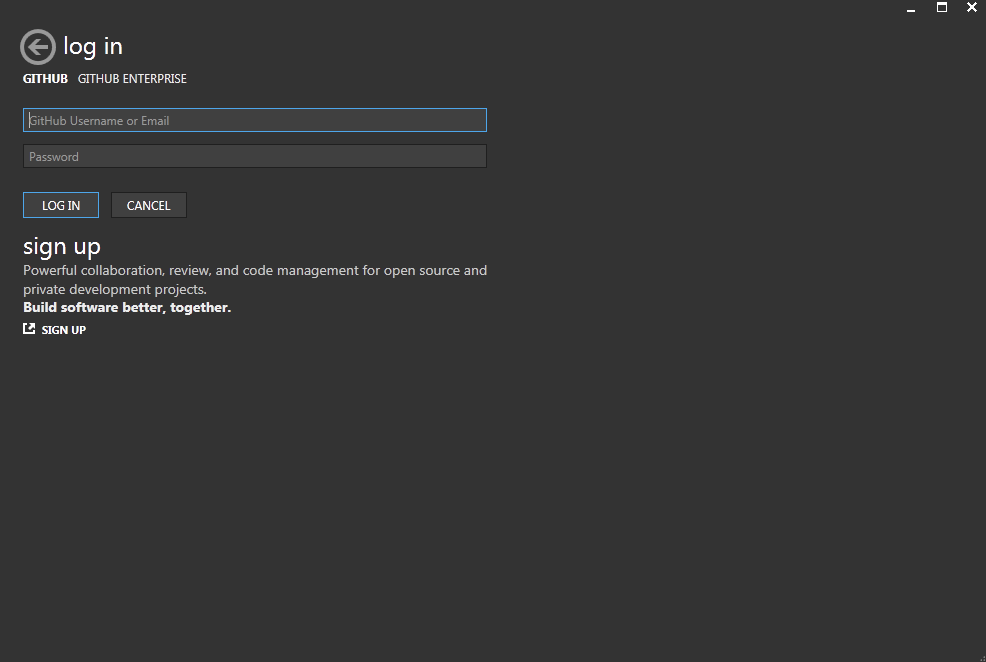 log in
GITHUB GITHUB ENTERPRISE
GitHub Username or Email
Password
LOG IN CANCEL
sign up
Powerful collaboration, review, and code management for open source and
private development projects.
Build software better, together.
SIGN UP